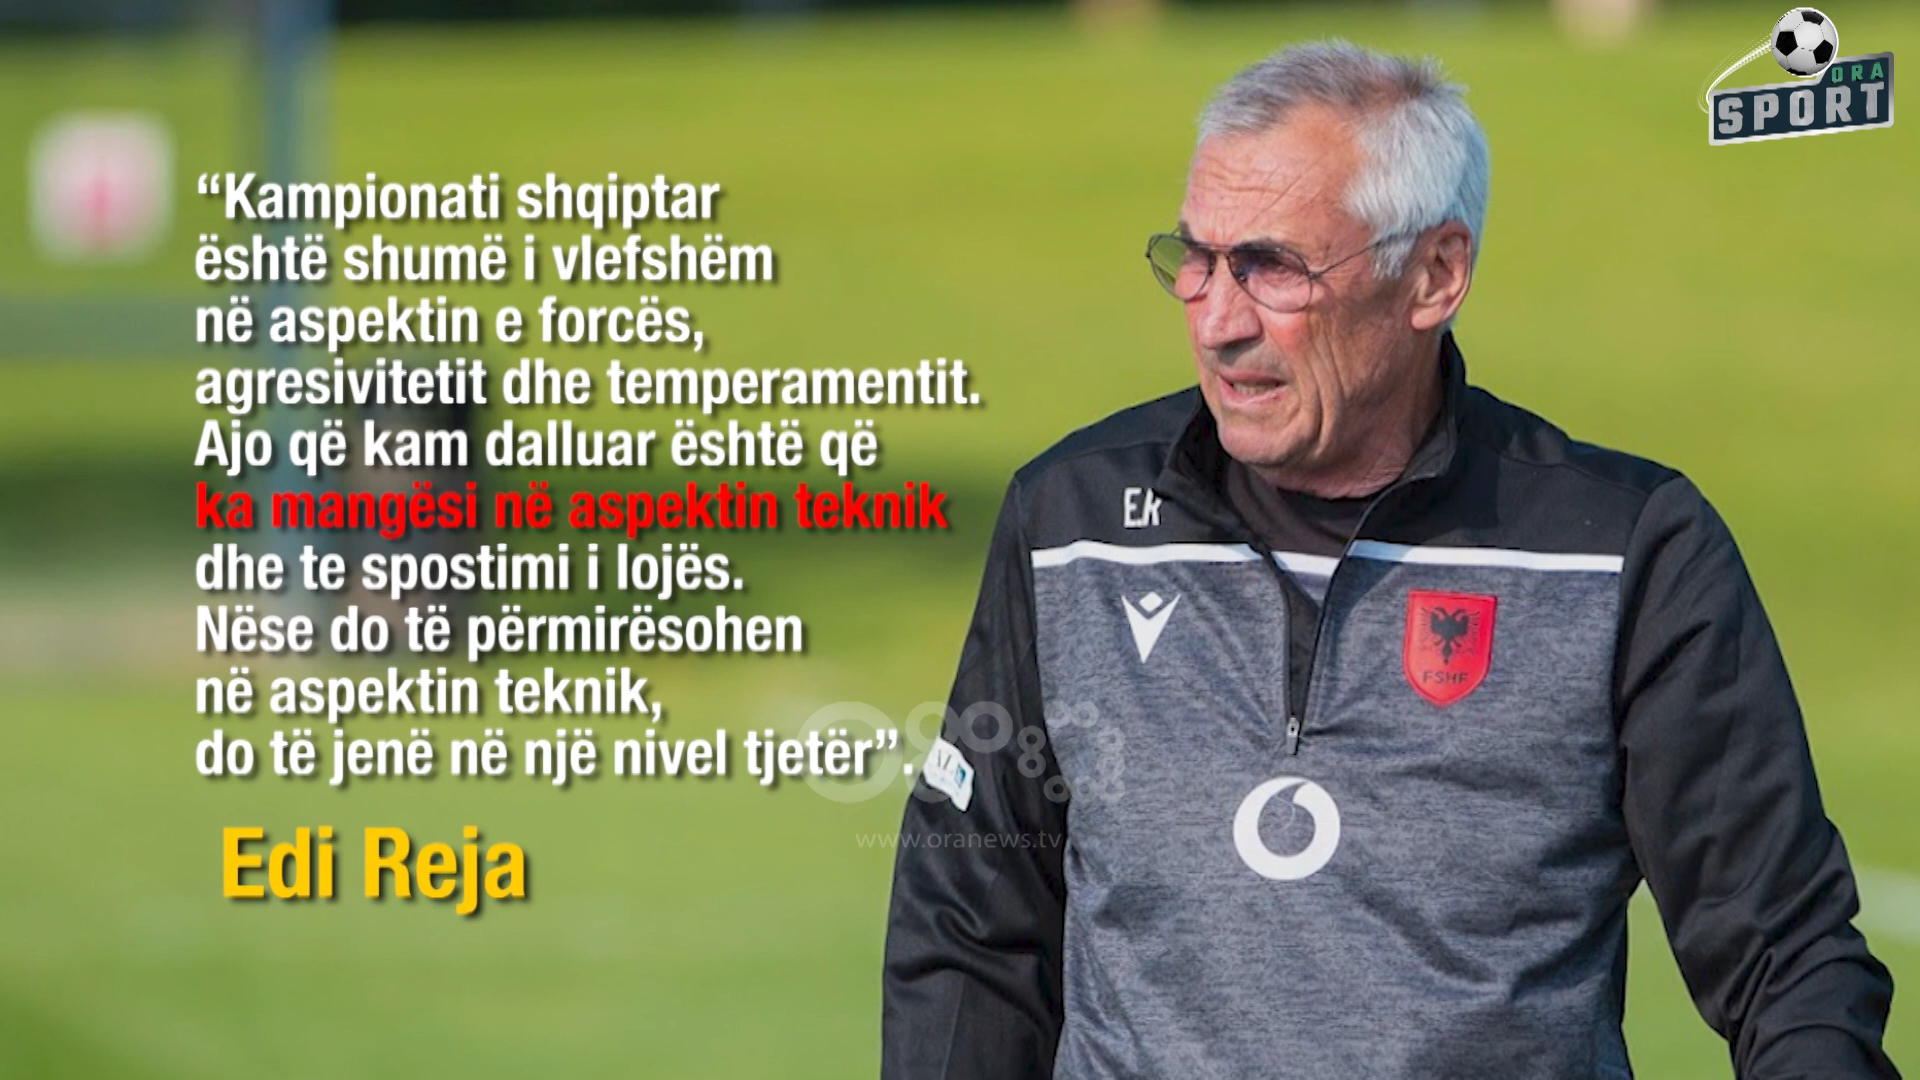 ORA
SPORT
“Kampionati shqiptar
është shumë i vlefshëm
në aspektin e forcës,
agresivitetit dhe temperamentit.
Ajo që kam dalluar është që
ka mangësi në aspektin teknik
dhe te spostimi i lojës.
Nëse do të përmirësohen
në aspektin teknik,
do të jenë në një nivel tjetër”.
Edi Reja
E.R
FSHF
www.oranews.tv